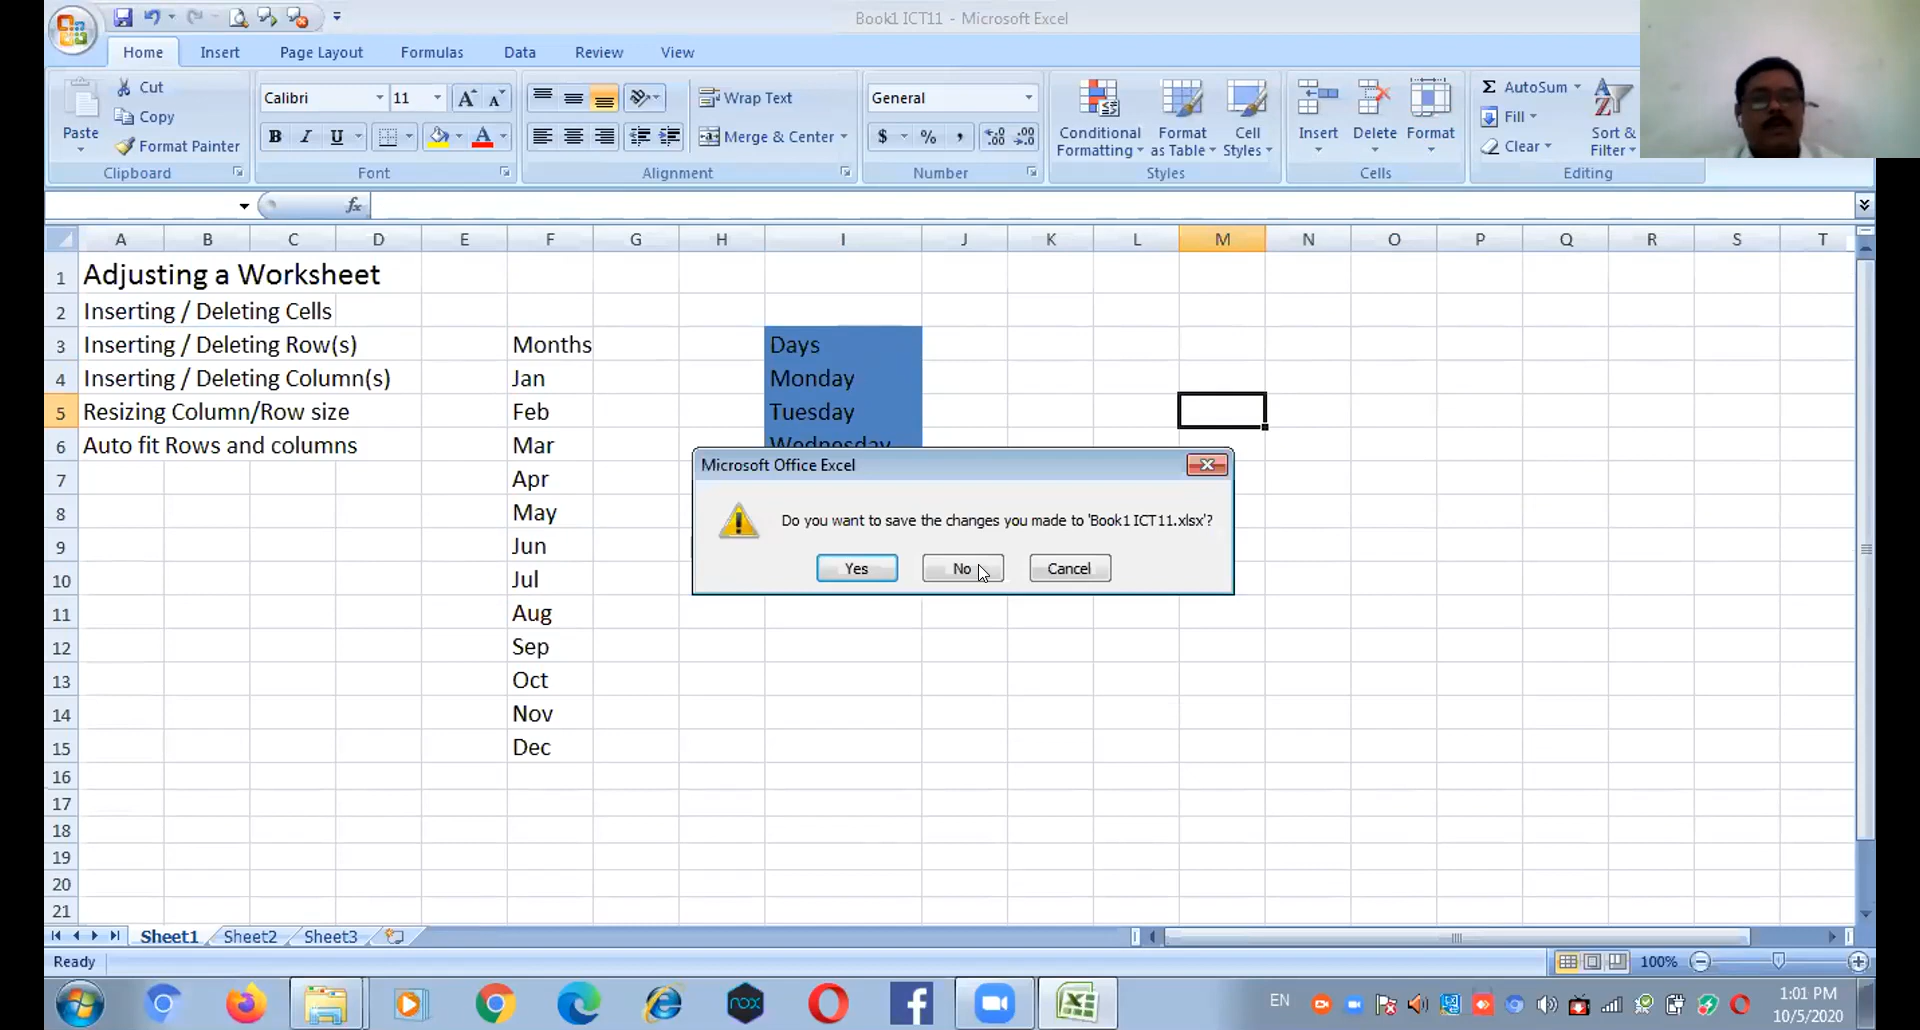 Book1 ICT11 - Microsoft Excel
Home Insert Page Layout Formulas Data Review View
Cut
Copy
Format Painter
Paste
Clipboard
Calibri 11
B I U A
Font
Wrap Text
Merge & Center
Alignment
General
$ % ,
Number
Conditional Formatting
Format as Table
Cell Styles
Styles
Insert Delete Format
Cells
Σ AutoSum
Fill
Clear
Sort & Filter
Editing
fx
A B C D E F G H I J K L M N O P Q R S T
1 Adjusting a Worksheet
2 Inserting / Deleting Cells
3 Inserting / Deleting Row(s) Months Days
4 Inserting / Deleting Column(s) Jan Monday
5 Resizing Column/Row size Feb Tuesday
6 Auto fit Rows and columns Mar Wednesday
7 Apr
8 May
9 Jun
10 Jul
11 Aug
12 Sep
13 Oct
14 Nov
15 Dec
16
17
18
19
20
21
Microsoft Office Excel
Do you want to save the changes you made to 'Book1 ICT11.xlsx'?
Yes No Cancel
Sheet1 Sheet2 Sheet3
Ready 100%
nox
EN
1:01 PM
10/5/2020